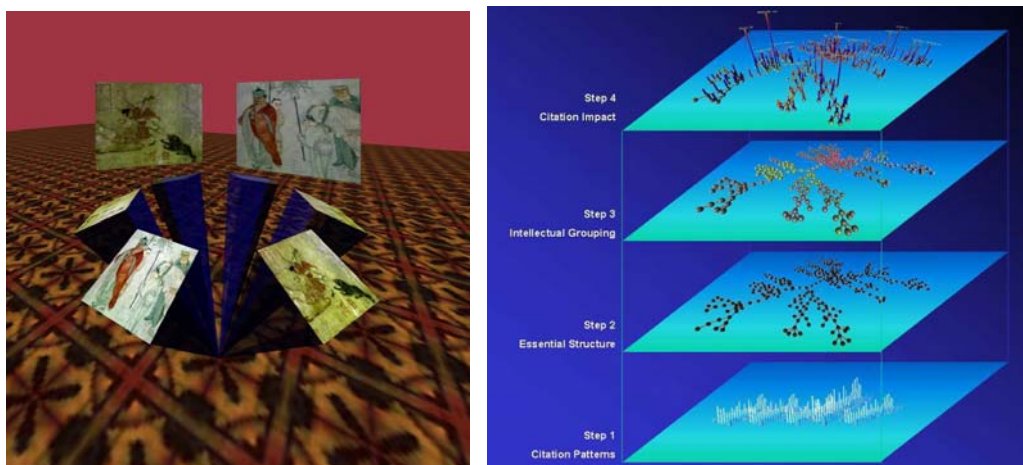 Step 4
Citation Impact
Step 3
Intellectual Grouping
Step 2
Essential Structure
Step 1
Citation Patterns